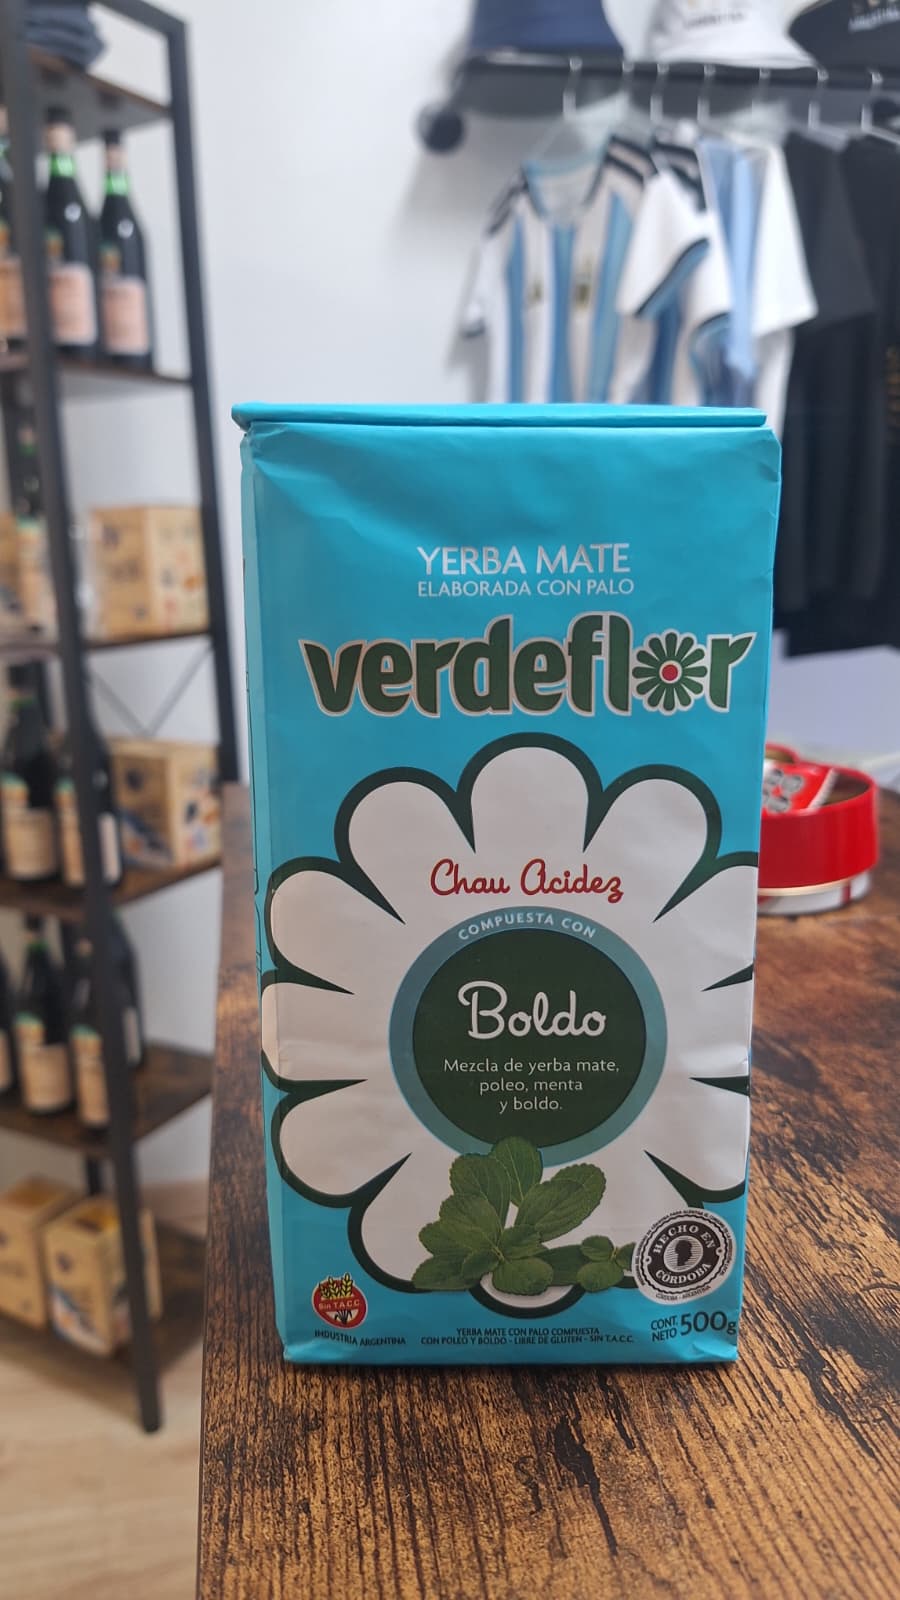 YERBA MATE
ELABORADA CON PALO
verdeflor
Chau Acidez
COMPUESTA CON
Boldo
Mezcla de yerba mate,
poleo, menta
y boldo.
HECHO EN
CÓRDOBA
CÓRDOBA - ARGENTINA
Sin T.A.C.C.
INDUSTRIA ARGENTINA
YERBA MATE CON PALO COMPUESTA
CON POLEO Y BOLDO - LIBRE DE GLUTEN - SIN T.A.C.C.
CONT.
NETO 500g